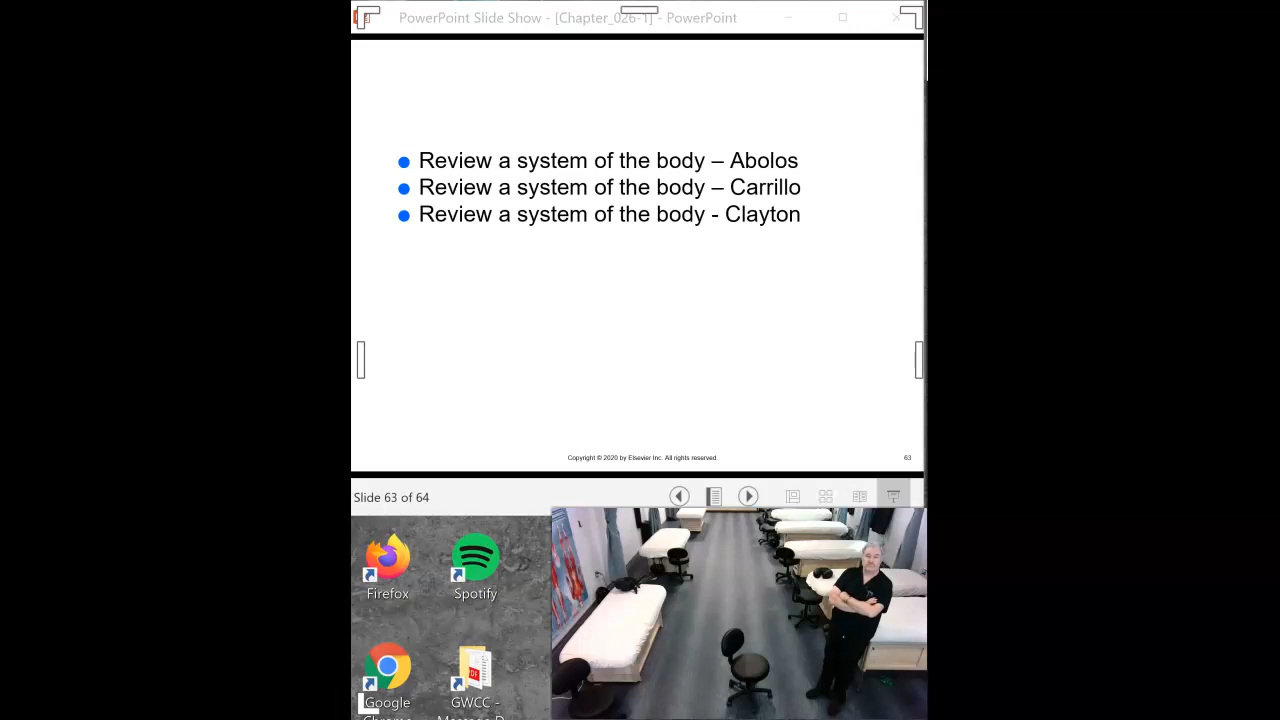 PowerPoint Slide Show - [Chapter_026-1] - PowerPoint
Review a system of the body – Abolos
Review a system of the body – Carrillo
Review a system of the body - Clayton
Copyright © 2020 by Elsevier Inc. All rights reserved.
63
Slide 63 of 64
Firefox
Spotify
Google
GWCC -